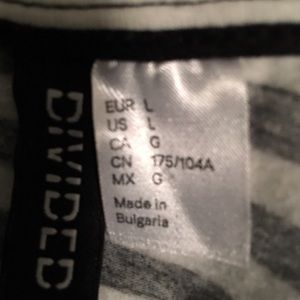 DIVIDED
EUR L
US L
CA G
CN 175/104A
MX G
Made in
Bulgaria